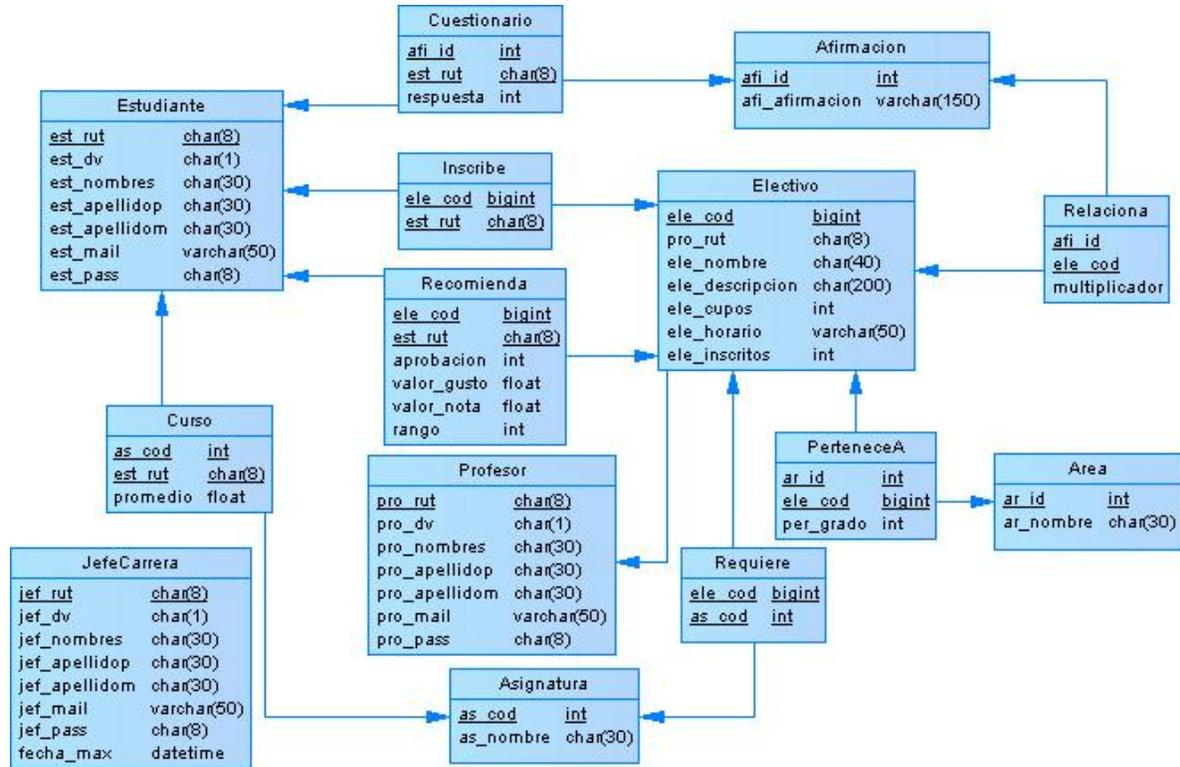 Cuestionario
afi_id int
est_rut char(8)
respuesta int
Afirmacion
afi_id int
afi_afirmacion varchar(150)
Estudiante
est_rut char(8)
est_dv char(1)
est_nombres char(30)
est_apellidop char(30)
est_apellidom char(30)
est_mail varchar(50)
est_pass char(8)
Inscribe
ele_cod bigint
est_rut char(8)
Electivo
ele_cod bigint
pro_rut char(8)
ele_nombre char(40)
ele_descripcion char(200)
ele_cupos int
ele_horario varchar(50)
ele_inscritos int
Relaciona
afi_id
ele_cod
multiplicador
Recomienda
ele_cod bigint
est_rut char(8)
aprobacion int
valor_gusto float
valor_nota float
rango int
Curso
as_cod int
est_rut char(8)
promedio float
PerteneceA
ar_id int
ele_cod bigint
per_grado int
Area
ar_id int
ar_nombre char(30)
Profesor
pro_rut char(8)
pro_dv char(1)
pro_nombres char(30)
pro_apellidop char(30)
pro_apellidom char(30)
pro_mail varchar(50)
pro_pass char(8)
Requiere
ele_cod bigint
as_cod int
JefeCarrera
jef_rut char(8)
jef_dv char(1)
jef_nombres char(30)
jef_apellidop char(30)
jef_apellidom char(30)
jef_mail varchar(50)
jef_pass char(8)
fecha_max datetime
Asignatura
as_cod int
as_nombre char(30)